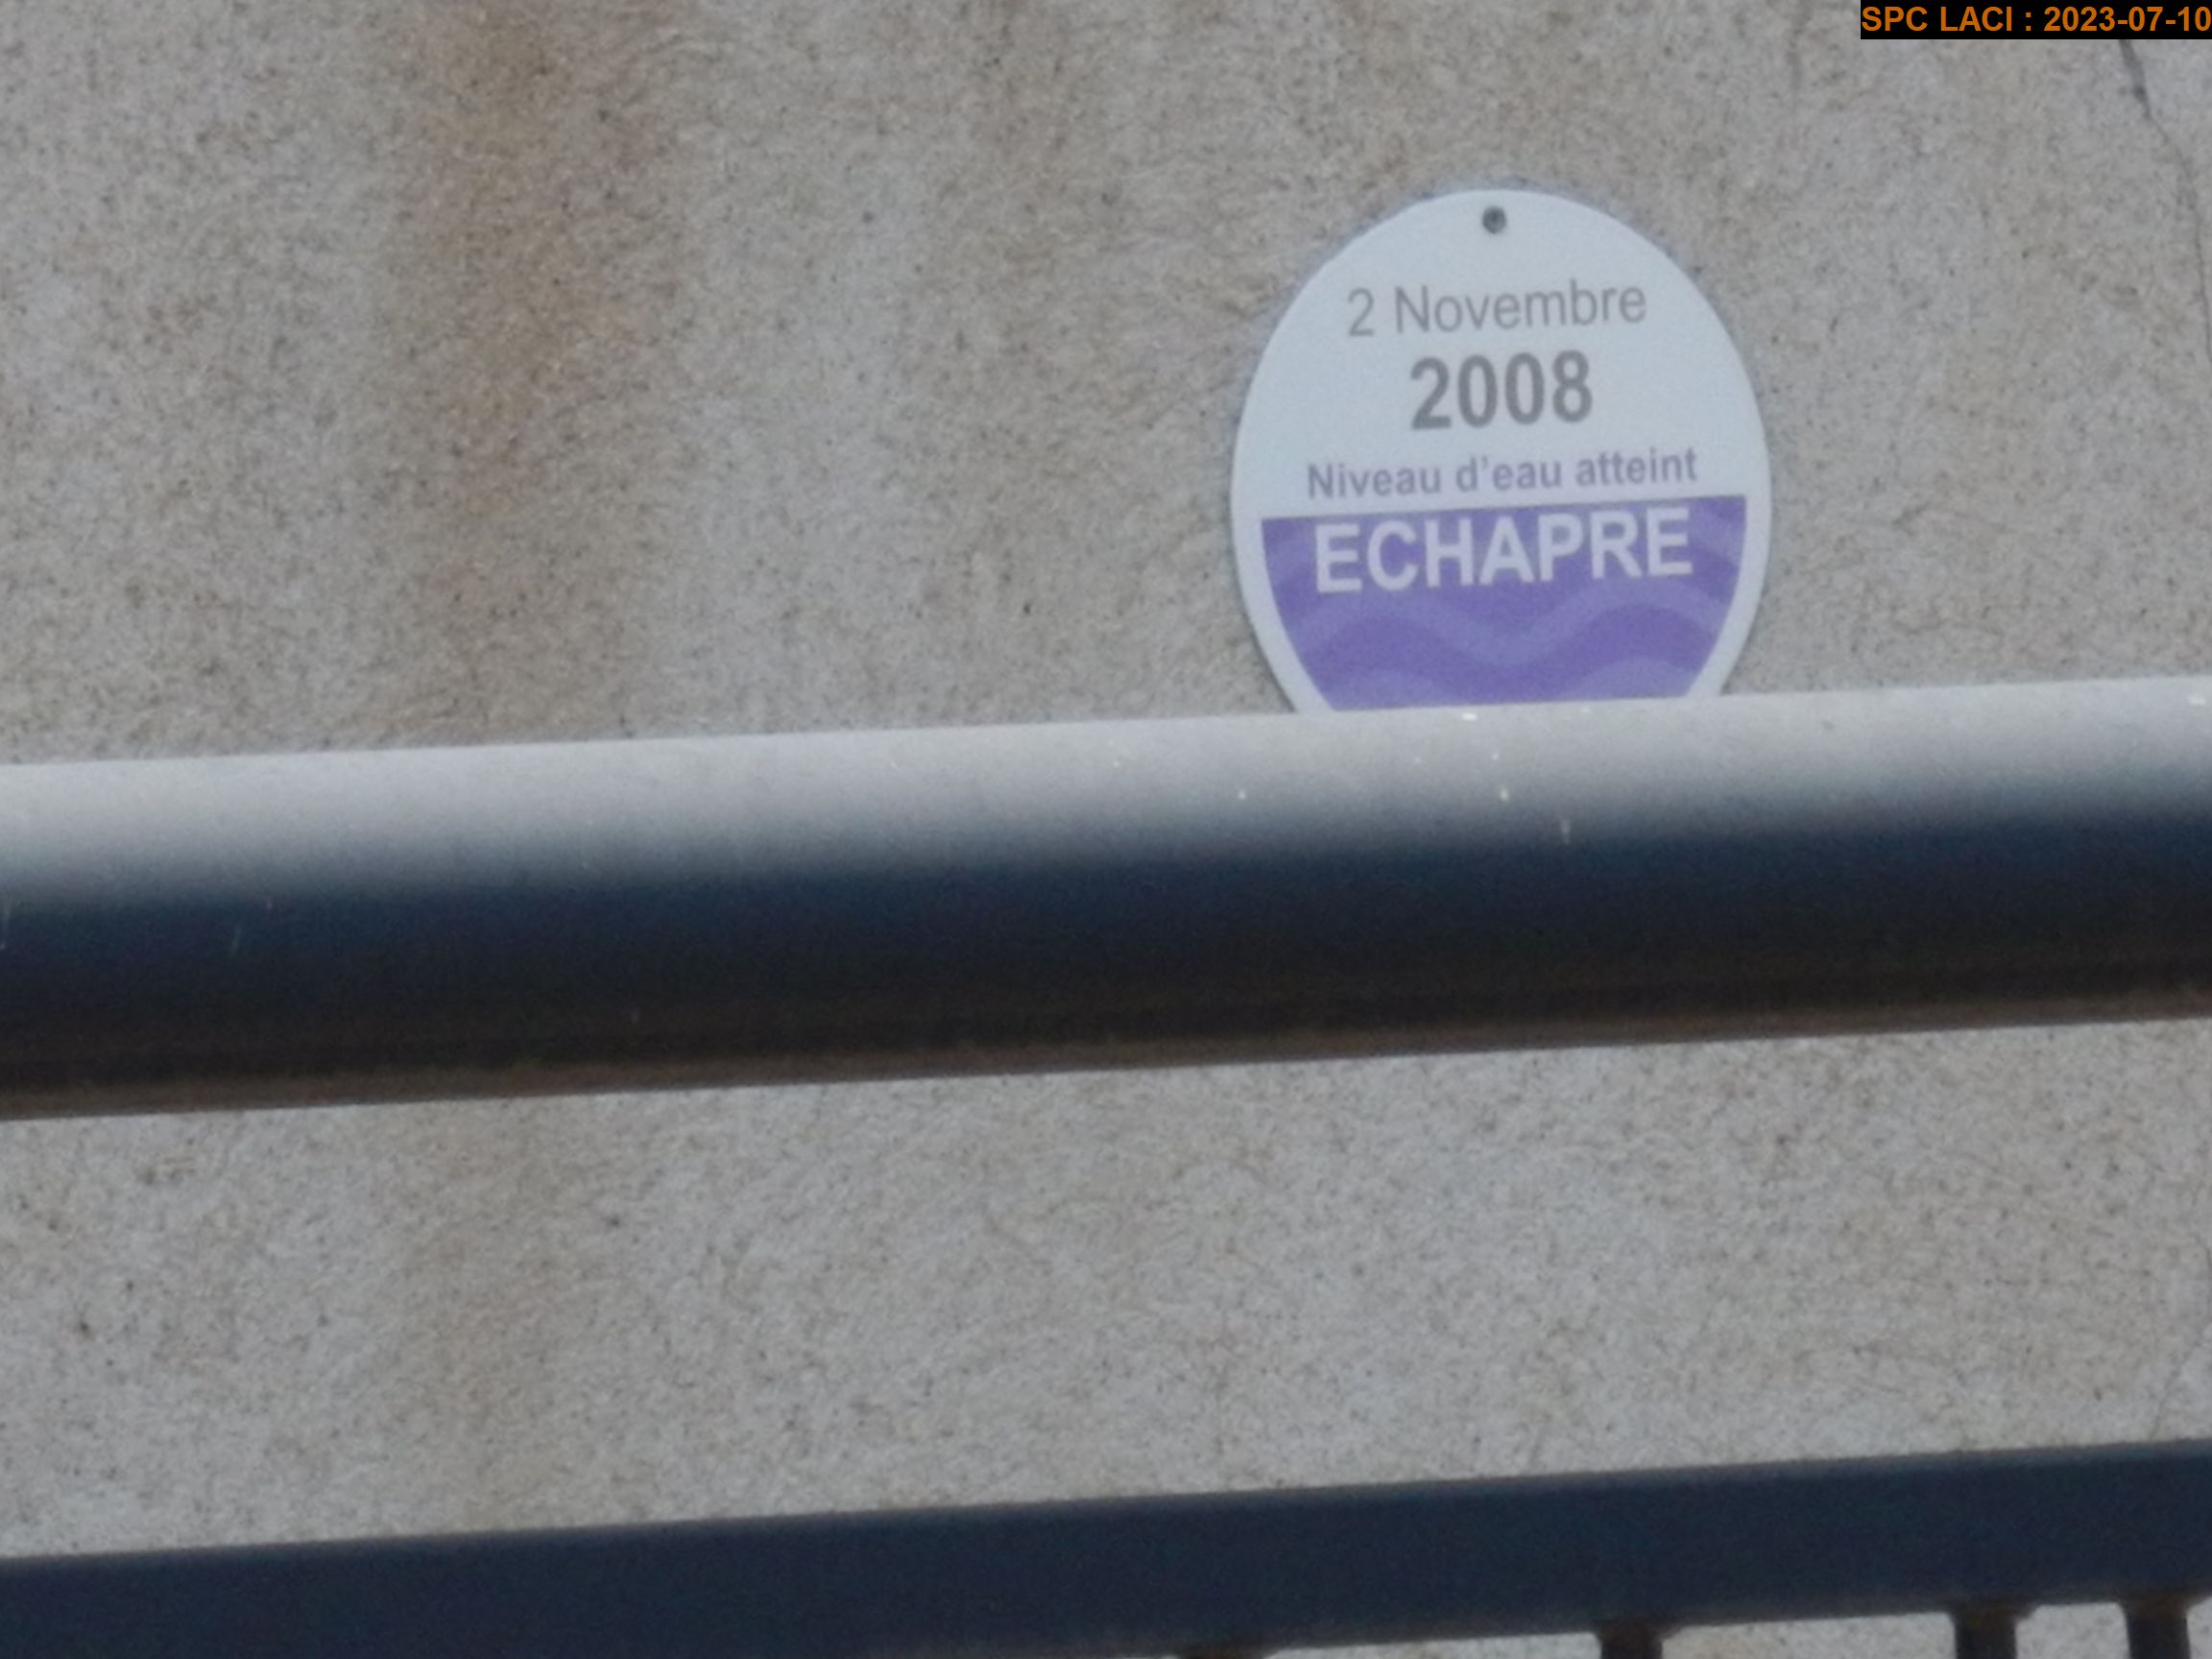 SPC LACI : 2023-07-10
2 Novembre
2008
Niveau d'eau atteint
ECHAPRE